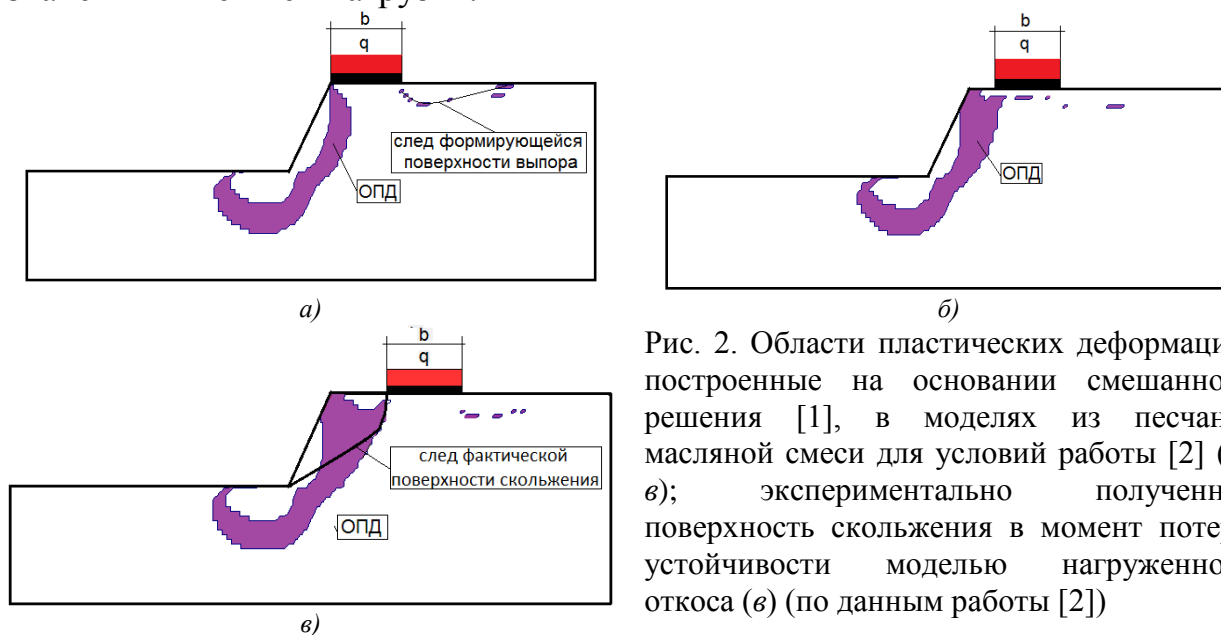 b
q
след формирующейся
поверхности выпора
ОПД
а)
b
q
ОПД
б)
b
q
след фактической
поверхности скольжения
ОПД
в)
Рис. 2. Области пластических деформаци
построенные на основании смешанно
решения [1], в моделях из песчан
масляной смеси для условий работы [2] (
в); экспериментально полученн
поверхность скольжения в момент потер
устойчивости моделью нагруженно
откоса (в) (по данным работы [2])